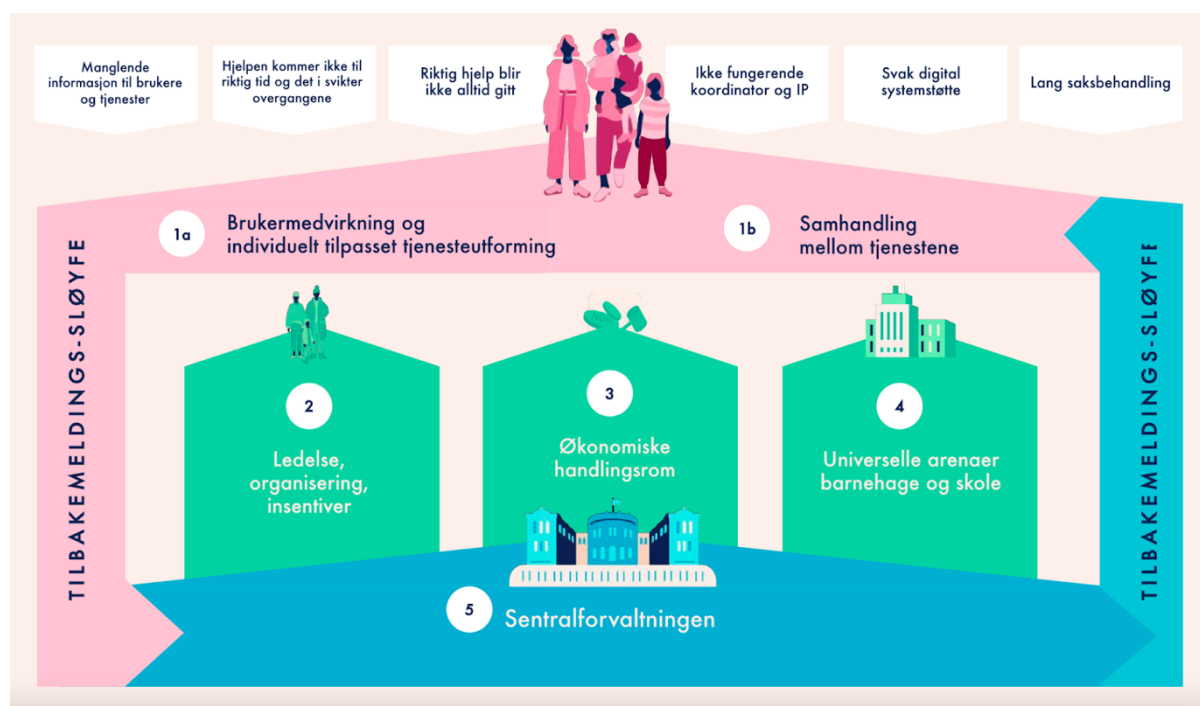 Manglende
informasjon til brukere
og tjenester
Hjelpen kommer ikke til
riktig tid og det i svikter
overgangene
Riktig hjelp blir
ikke alltid gitt
Ikke fungerende
koordinator og IP
Svak digital
systemstøtte
Lang saksbehandling
1a
Brukermedvirkning og
individuelt tilpasset tjenesteutforming
1b
Samhandling
mellom tjenestene
TILBAKEMELDINGS-SLØYFE
2
Ledelse,
organisering,
insentiver
3
Økonomiske
handlingsrom
4
Universelle arenaer
barnehage og skole
TILBAKEMELDINGS-SLØYFE
5
Sentralforvaltningen